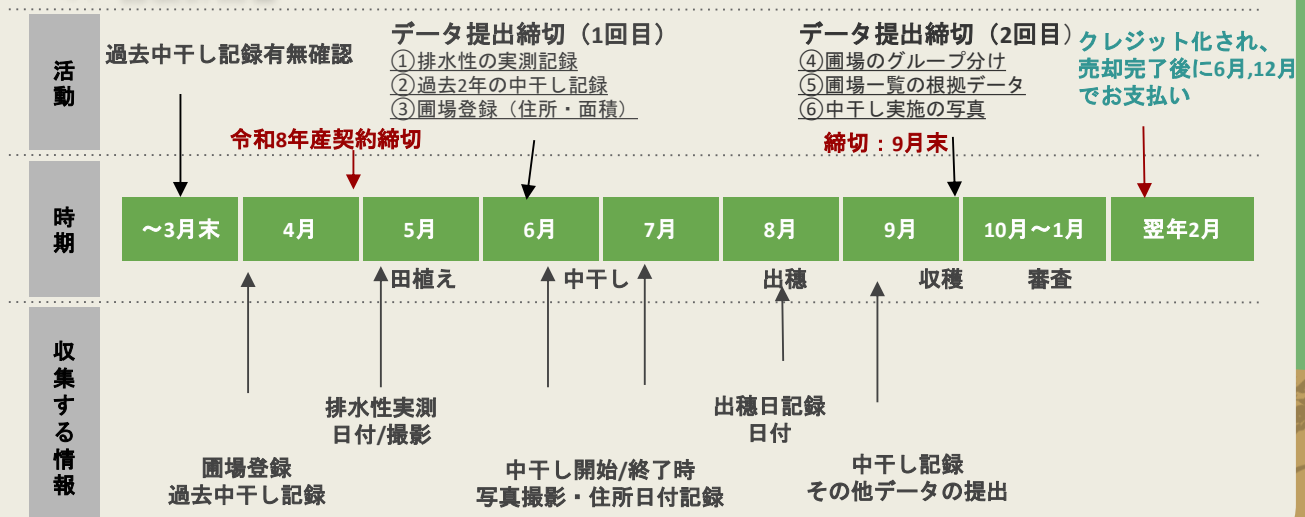 活動
過去中干し記録有無確認
データ提出締切（1回目）
①排水性の実測記録
②過去2年の中干し記録
③圃場登録（住所・面積）
令和8年産契約締切
データ提出締切（2回目）
④圃場のグループ分け
⑤圃場一覧の根拠データ
⑥中干し実施の写真
締切：9月末
クレジット化され、
売却完了後に6月,12月
でお支払い
時期
〜3月末
4月
5月
6月
7月
8月
9月
10月〜1月
翌年2月
田植え
中干し
出穂
収穫
審査
収集する情報
圃場登録
過去中干し記録
排水性実測
日付/撮影
中干し開始/終了時
写真撮影・住所日付記録
出穂日記録
日付
中干し記録
その他データの提出